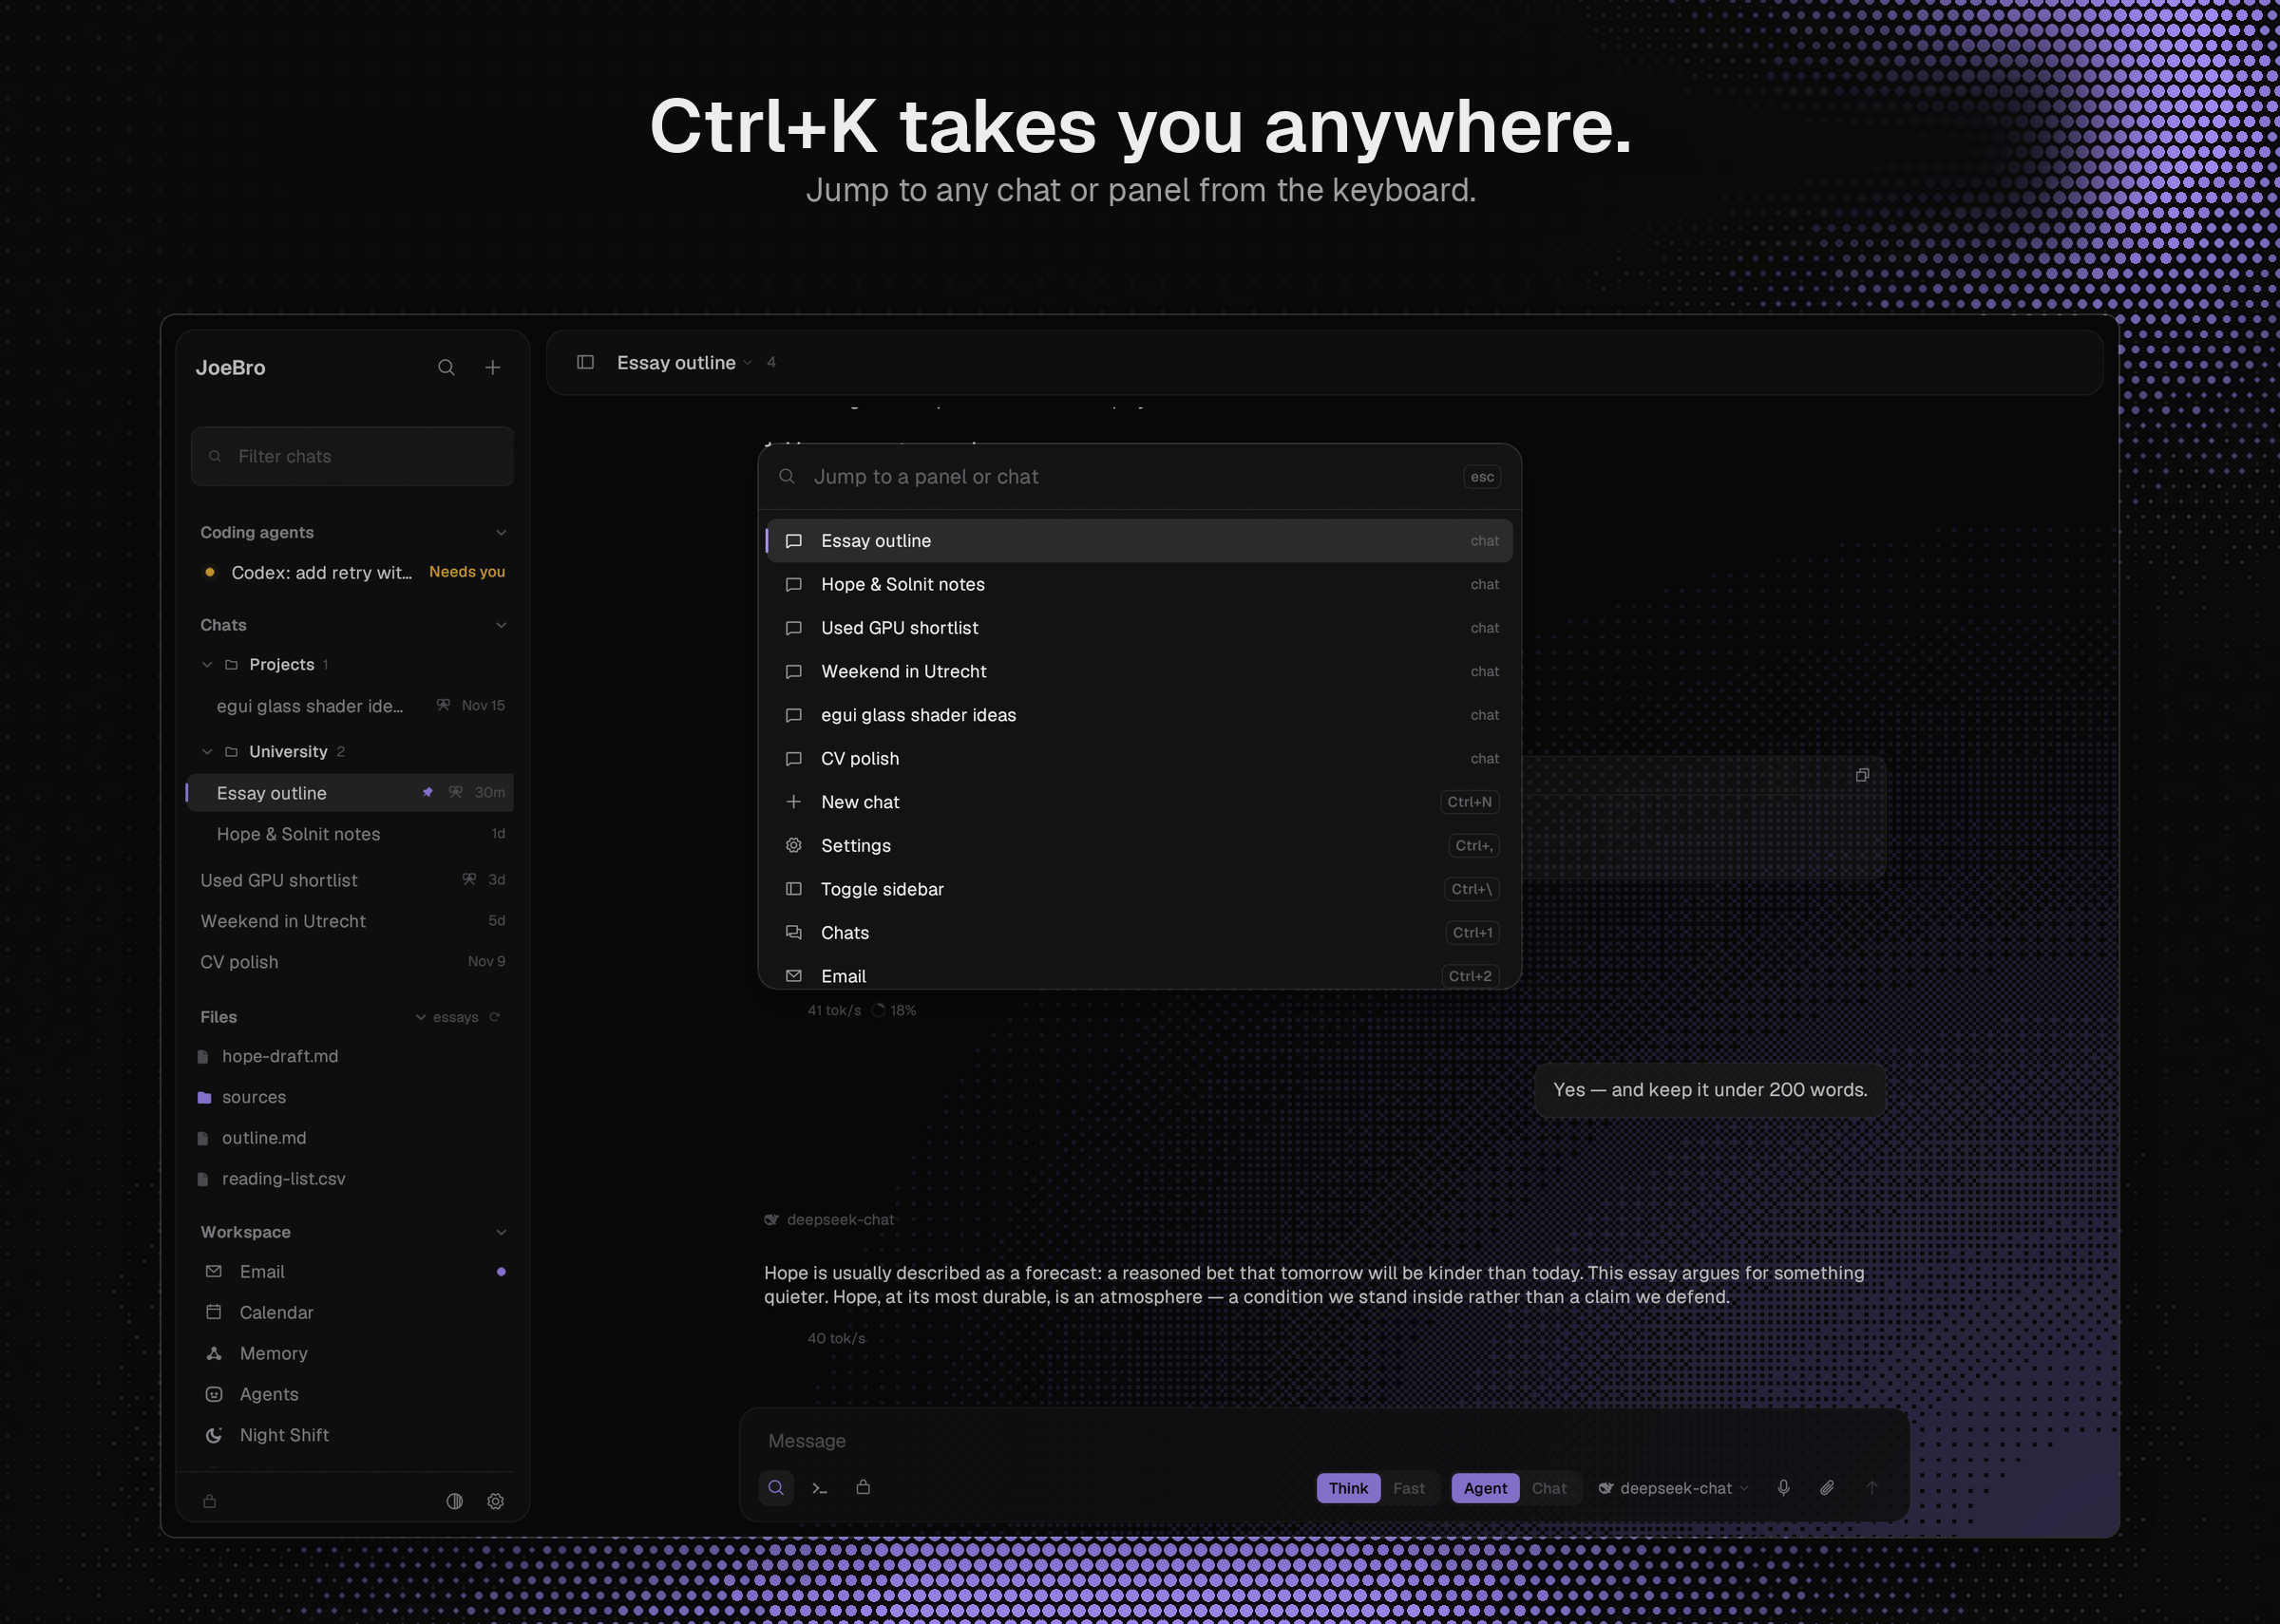 Ctrl+K takes you anywhere.
Jump to any chat or panel from the keyboard.
JoeBro
Filter chats
Coding agents
Codex: add retry wit... Needs you
Chats
Projects 1
egui glass shader ide... Nov 15
University 2
Essay outline 30m
Hope & Solnit notes 1d
Used GPU shortlist 3d
Weekend in Utrecht 5d
CV polish Nov 9
Files essays
hope-draft.md
sources
outline.md
reading-list.csv
Workspace
Email
Calendar
Memory
Agents
Night Shift
Essay outline 4
Jump to a panel or chat esc
Essay outline chat
Hope & Solnit notes chat
Used GPU shortlist chat
Weekend in Utrecht chat
egui glass shader ideas chat
CV polish chat
New chat Ctrl+N
Settings Ctrl+,
Toggle sidebar Ctrl+\
Chats Ctrl+1
Email Ctrl+2
41 tok/s 18%
Yes — and keep it under 200 words.
deepseek-chat
Hope is usually described as a forecast: a reasoned bet that tomorrow will be kinder than today. This essay argues for something
quieter. Hope, at its most durable, is an atmosphere — a condition we stand inside rather than a claim we defend.
40 tok/s
Message
Think Fast Agent Chat deepseek-chat